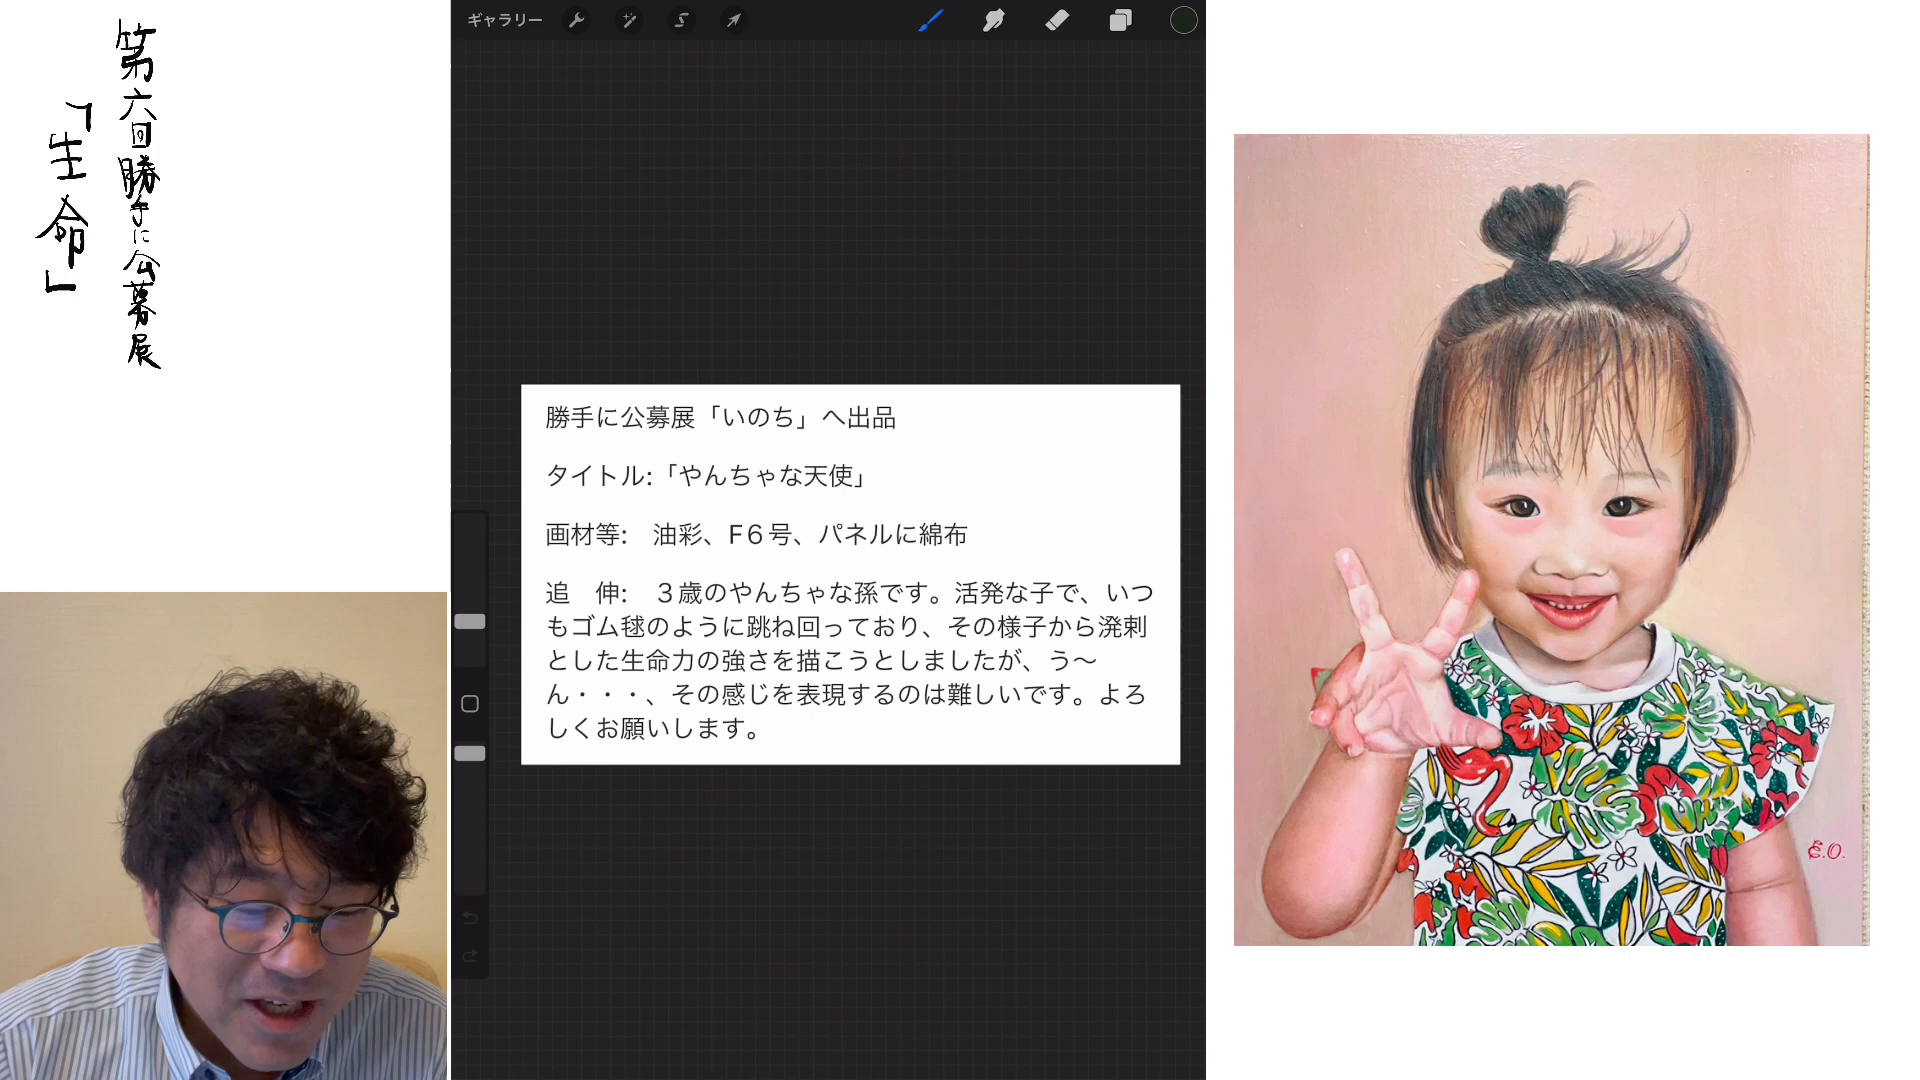 第六回勝手に公募展
「生命」
ギャラリー
勝手に公募展「いのち」へ出品
タイトル:「やんちゃな天使」
画材等:　油彩、F６号、パネルに綿布
追　伸:　３歳のやんちゃな孫です。活発な子で、いつ
もゴム毬のように跳ね回っており、その様子から溌剌
とした生命力の強さを描こうとしましたが、う〜
ん・・・、その感じを表現するのは難しいです。よろ
しくお願いします。
E.O.